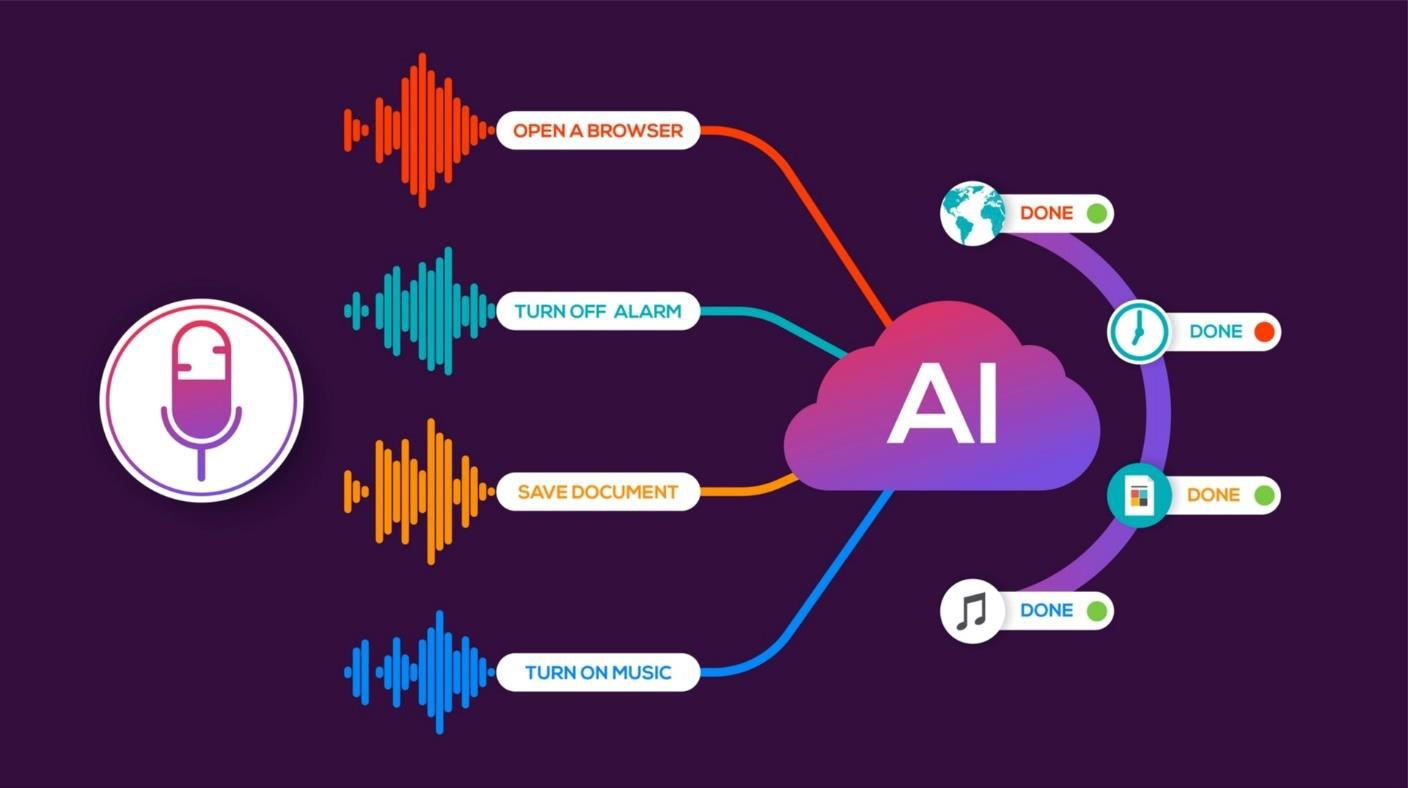 OPEN A BROWSER
TURN OFF ALARM
SAVE DOCUMENT
TURN ON MUSIC
AI
DONE
DONE
DONE
DONE